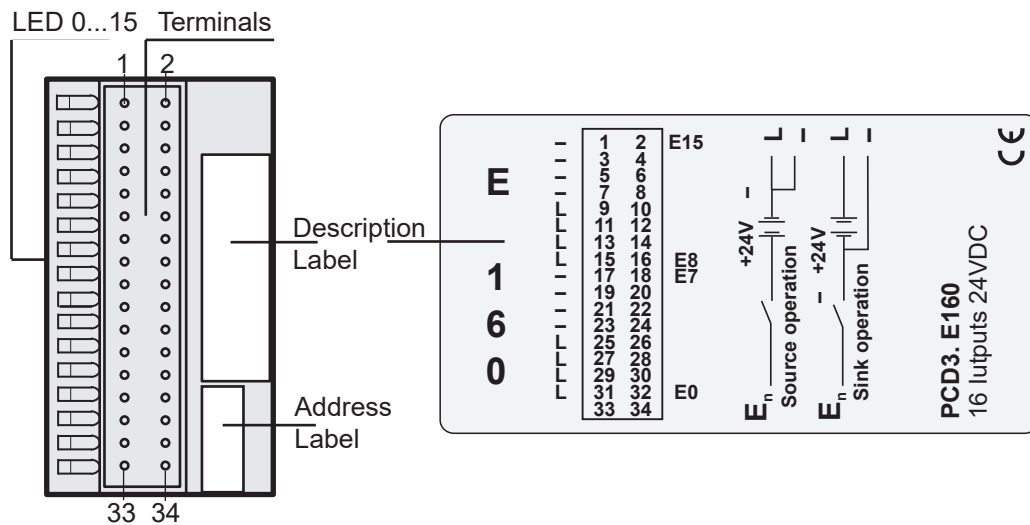 LED 0...15 Terminals
1 2
Description
Label
Address
Label
33 34
E
1
6
0
– 1 2 E15
– 3 4
– 5 6
– 7 8
L 9 10
L 11 12
L 13 14
L 15 16 E8
– 17 18 E7
– 19 20
– 21 22
– 23 24
L 25 26
L 27 28
L 29 30
L 31 32 E0
33 34
En +24V – L –
Source operation
En – +24V L –
Sink operation
PCD3. E160
16 Iutputs 24VDC
CE